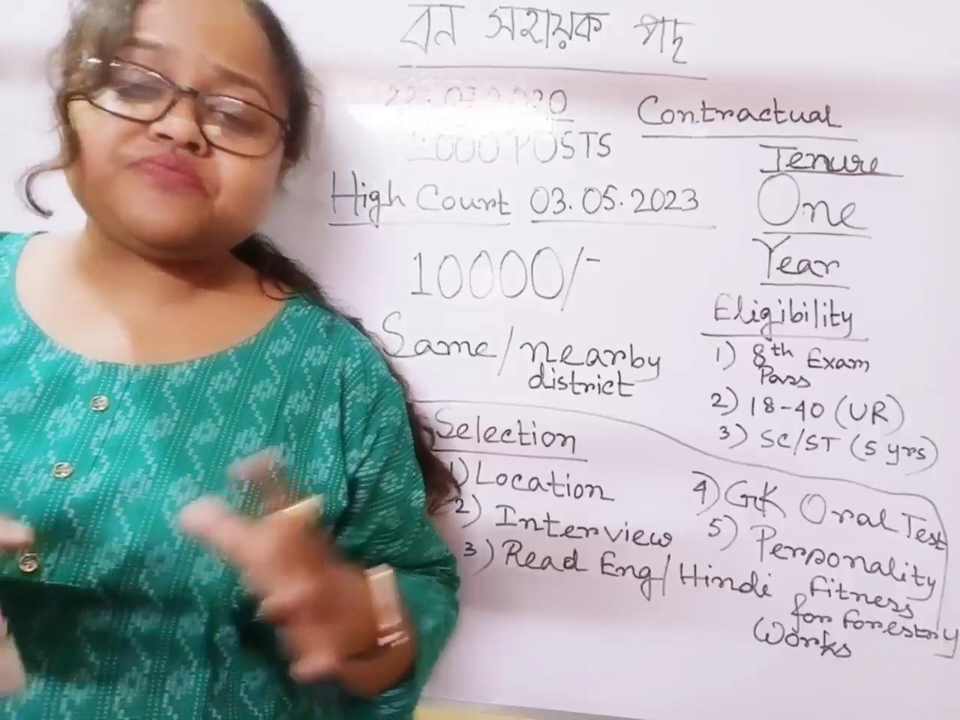 বন সহায়ক পদ
2000 POSTS
Contractual
Tenure
One
Year
High Court 03.05.2023
10000/-
Same/nearby
district
Eligibility
1) 8th Exam
Pass
2) 18-40 (UR)
3) SC/ST (5 yrs)
Selection
1) Location
2) Interview
3) Read Eng/Hindi
4) GK Oral Test
5) Personality
fitness
for forestry
works